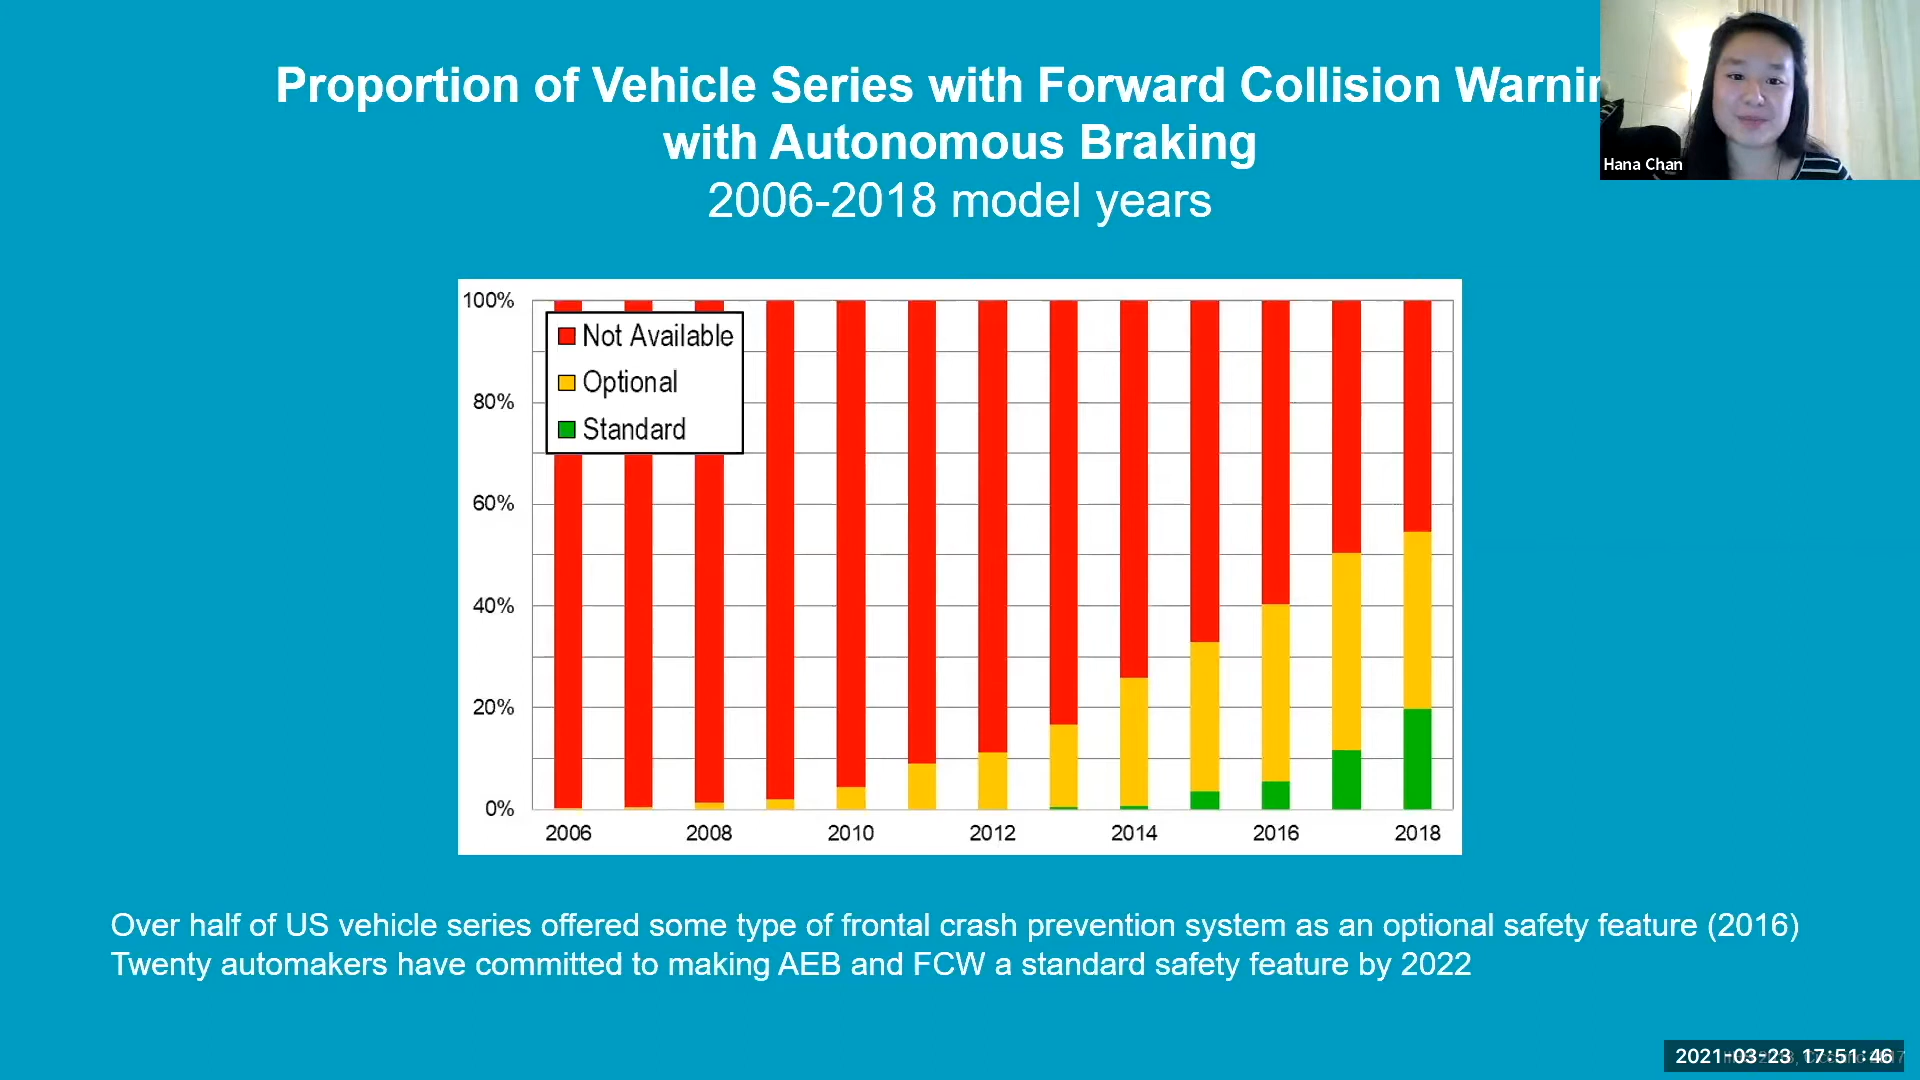 Proportion of Vehicle Series with Forward Collision
with Autonomous Braking
2006-2018 model years
Hana Chan
100%
80%
60%
40%
20%
0%
Not Available
Optional
Standard
2006 2008 2010 2012 2014 2016 2018
Over half of US vehicle series offered some type of frontal crash prevention system as an optional safety feature (2016)
Twenty automakers have committed to making AEB and FCW a standard safety feature by 2022
2021-03-23 17:51:46